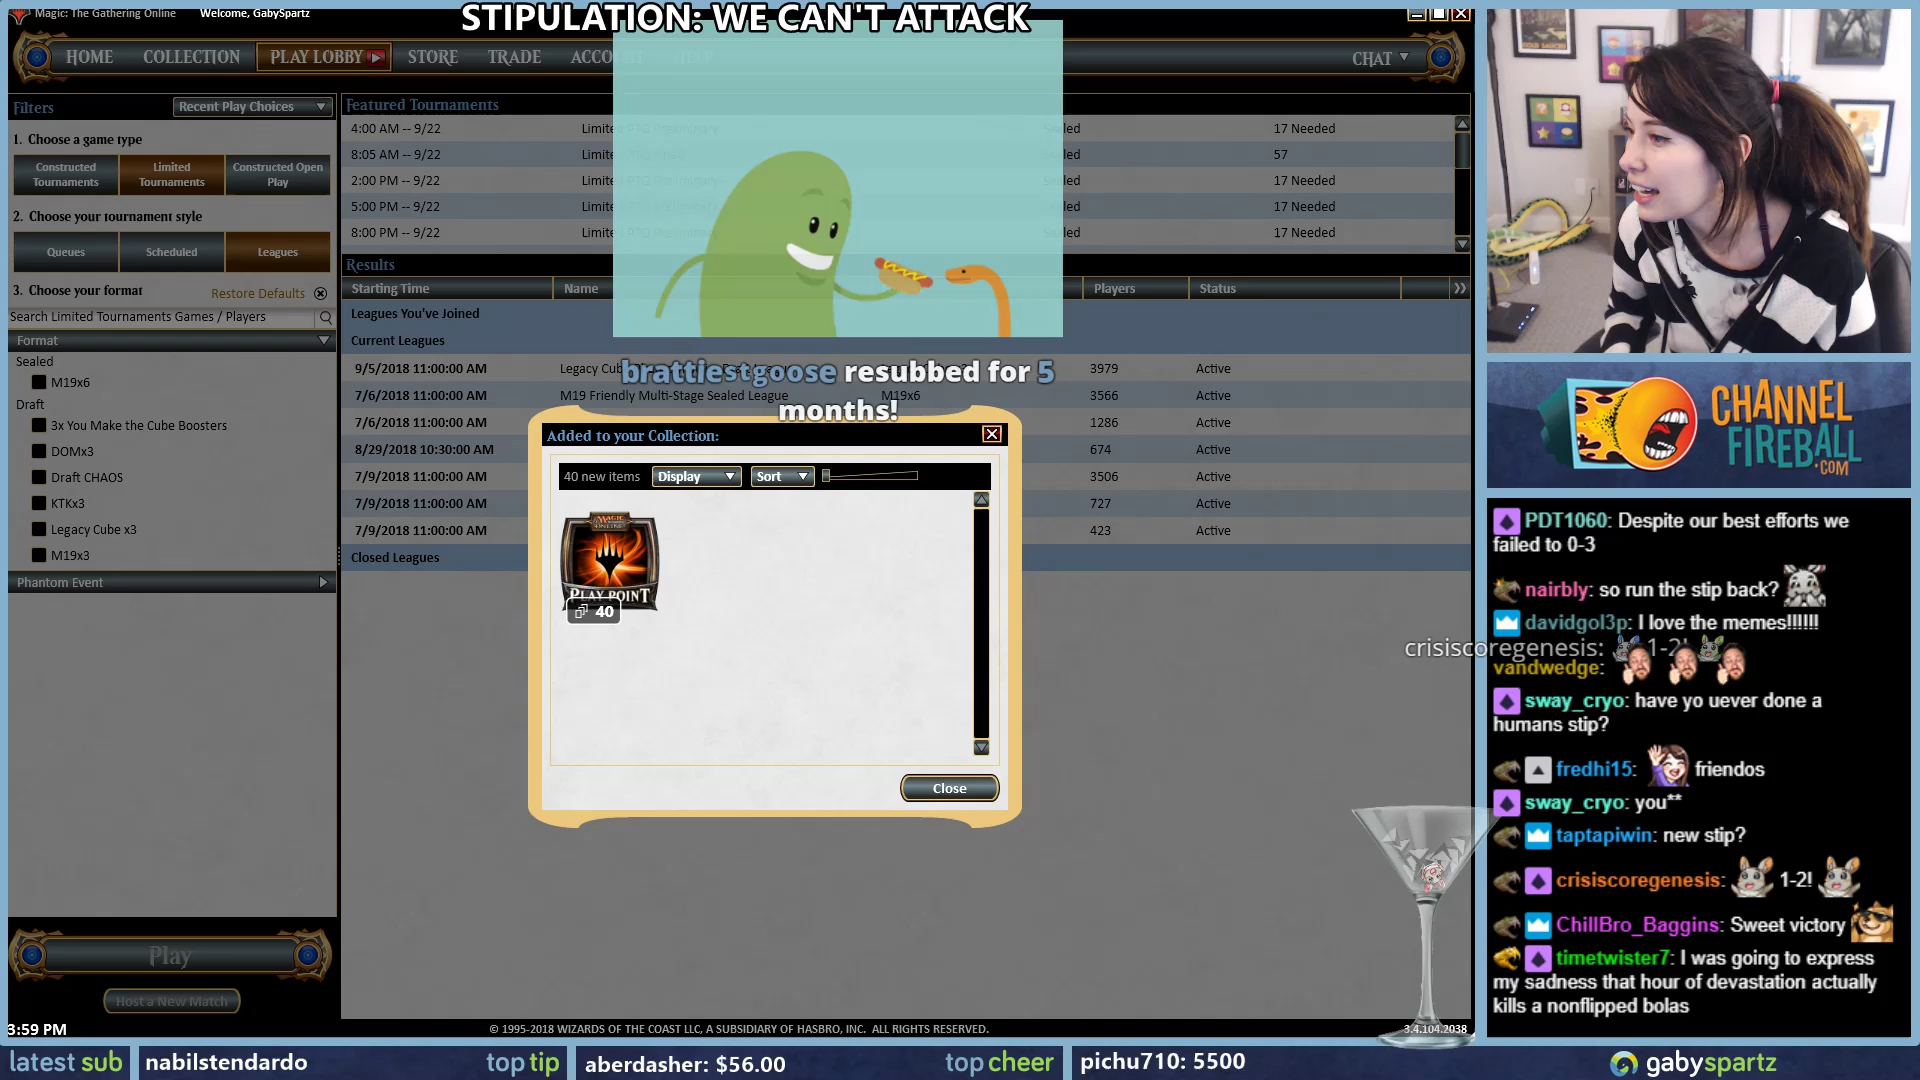 STIPULATION: WE CAN'T ATTACK
Magic: The Gathering Online
Welcome, GabySpartz
HOME
COLLECTION
PLAY LOBBY
STORE
TRADE
CHAT
Filters
Recent Play Choices
1. Choose a game type
Constructed Tournaments
Limited Tournaments
Constructed Open Play
2. Choose your tournament style
Queues
Scheduled
Leagues
3. Choose your format
Restore Defaults
Search Limited Tournaments Games / Players
Format
Sealed
M19x6
Draft
3x You Make the Cube Boosters
DOMx3
Draft CHAOS
KTKx3
Legacy Cube x3
M19x3
Phantom Event
Play
Host a New Match
3:59 PM
Featured Tournaments
4:00 AM -- 9/22
17 Needed
8:05 AM -- 9/22
57
2:00 PM -- 9/22
17 Needed
5:00 PM -- 9/22
17 Needed
8:00 PM -- 9/22
17 Needed
Results
Starting Time
Name
Players
Status
Leagues You've Joined
Current Leagues
9/5/2018 11:00:00 AM
3979
Active
7/6/2018 11:00:00 AM
M19 Friendly Multi-Stage Sealed League
M19x6
3566
Active
7/6/2018 11:00:00 AM
1286
Active
8/29/2018 10:30:00 AM
674
Active
7/9/2018 11:00:00 AM
3506
Active
7/9/2018 11:00:00 AM
727
Active
7/9/2018 11:00:00 AM
423
Active
Closed Leagues
brattiestgoose resubbed for 5
months!
Added to your Collection:
40 new items
Display
Sort
MAGIC ONLINE
PLAY POINT
40
Close
© 1995-2018 WIZARDS OF THE COAST LLC, A SUBSIDIARY OF HASBRO, INC. ALL RIGHTS RESERVED.
3.4.104.2038
CHANNEL
FIREBALL
.COM
PDT1060: Despite our best efforts we
failed to 0-3
nairbly: so run the stip back?
davidgol3p: I love the memes!!!!!!
crisiscoregenesis: 1-2!
vandwedge:
sway_cryo: have yo uever done a
humans stip?
fredhi15: friendos
sway_cryo: you**
taptapiwin: new stip?
crisiscoregenesis: 1-2!
ChillBro_Baggins: Sweet victory
timetwister7: I was going to express
my sadness that hour of devastation actually
kills a nonflipped bolas
latest sub
nabilstendardo
top tip
aberdasher: $56.00
top cheer
pichu710: 5500
gabyspartz